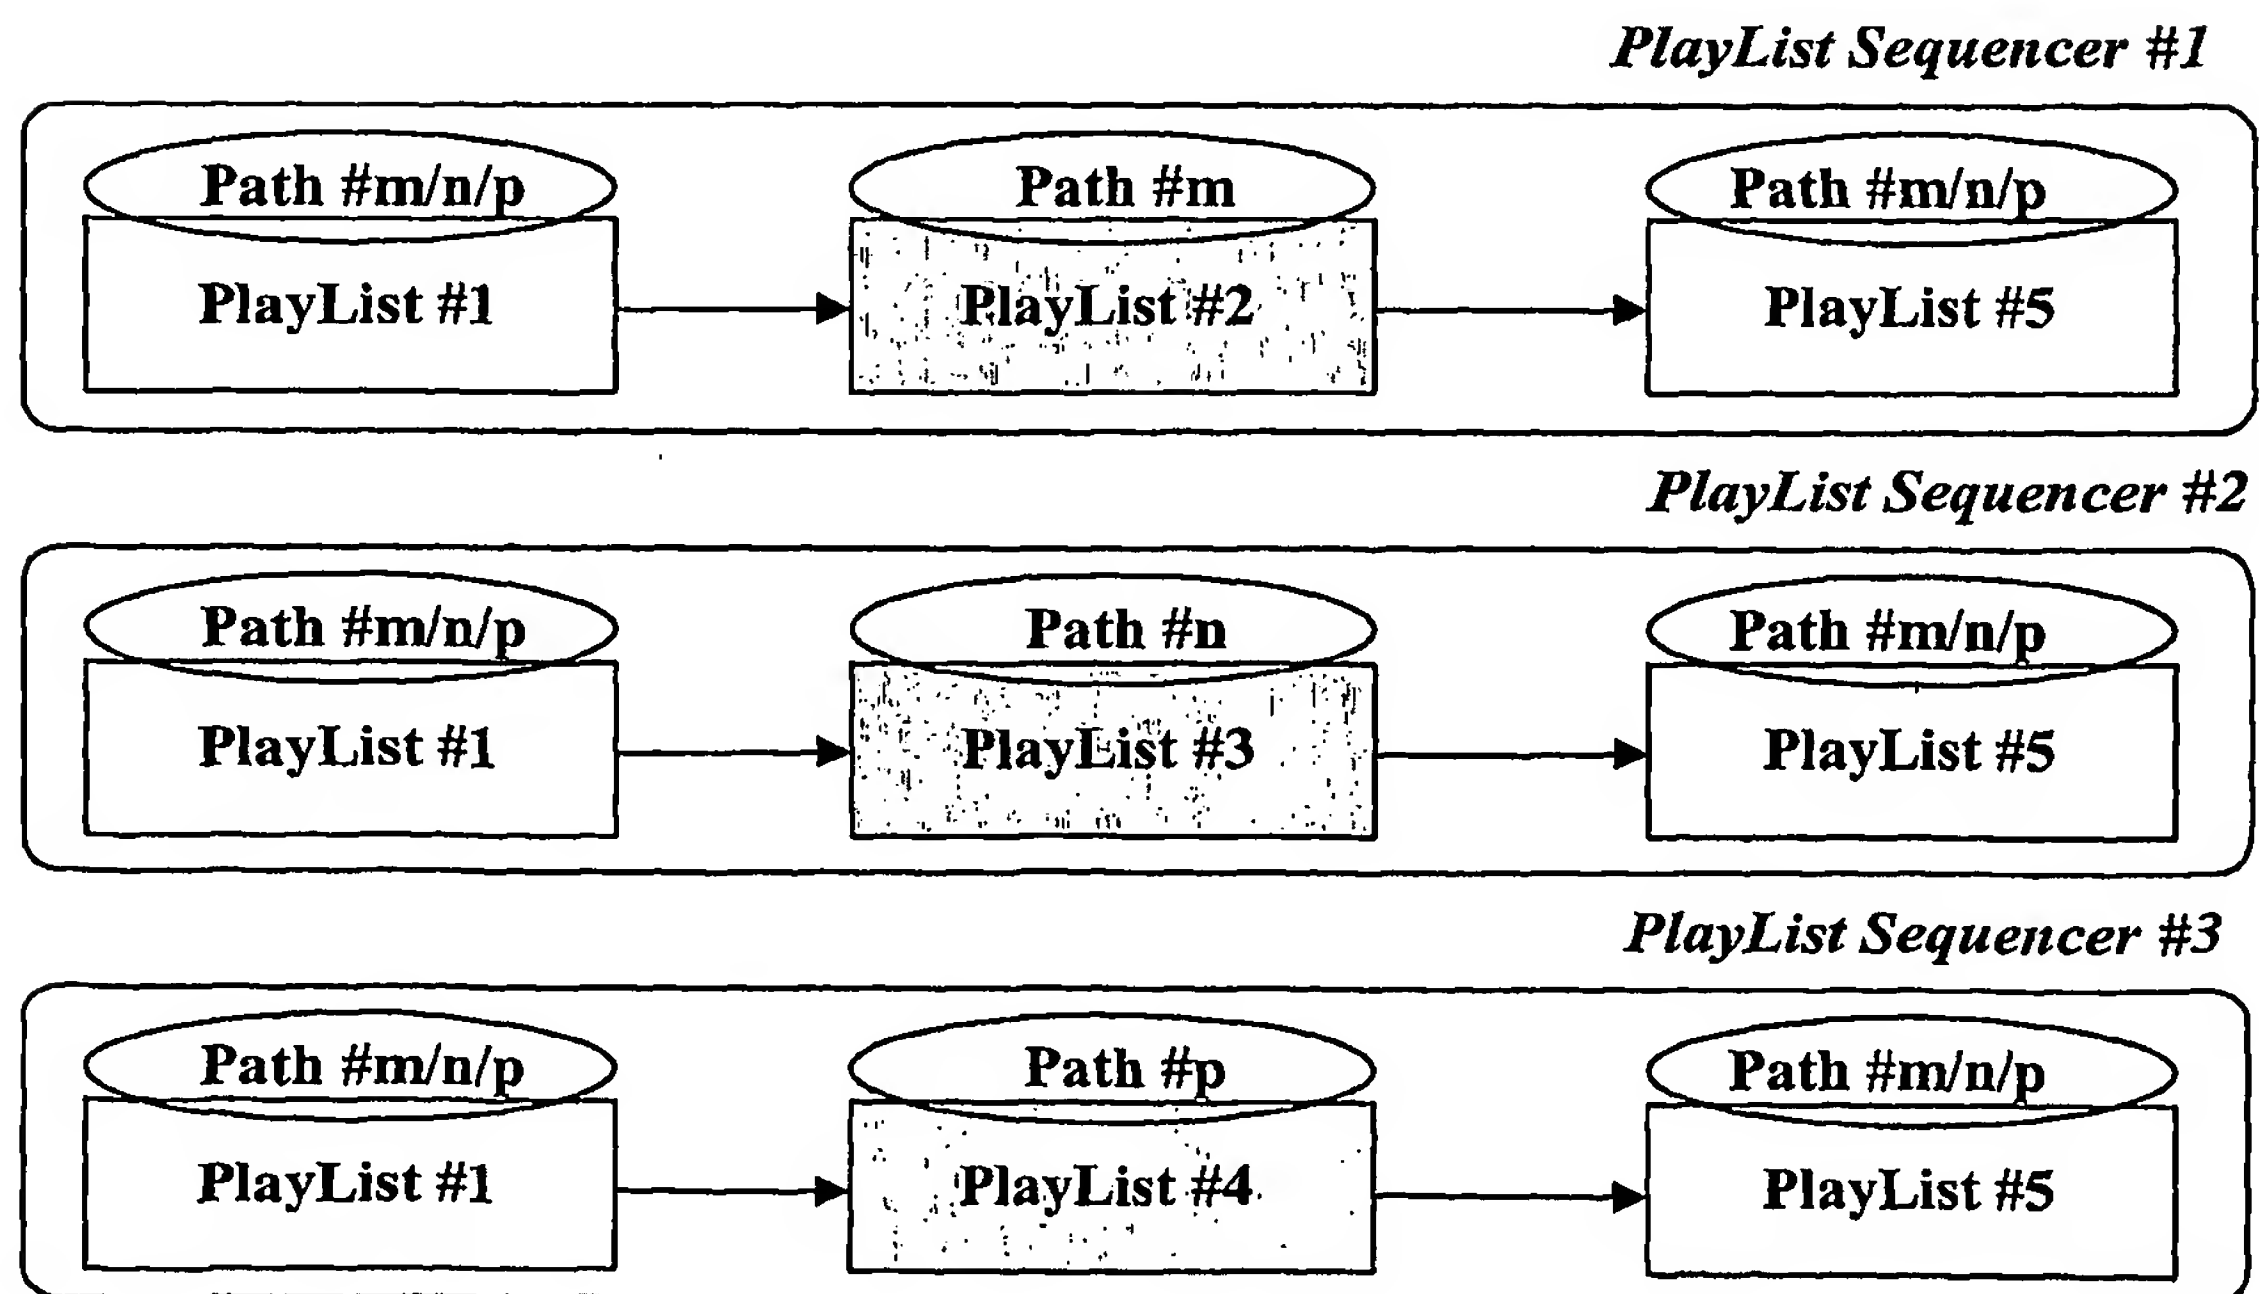 PlayList Sequencer #1
Path #m/n/p
Path #m
Path #m/n/p
PlayList #1
PlayList #2
PlayList #5
PlayList Sequencer #2
Path #m/n/p
Path #n
Path #m/n/p
PlayList #1
PlayList #3
PlayList #5
PlayList Sequencer #3
Path #m/n/p
Path #p
Path #m/n/p
PlayList #1
PlayList #4
PlayList #5